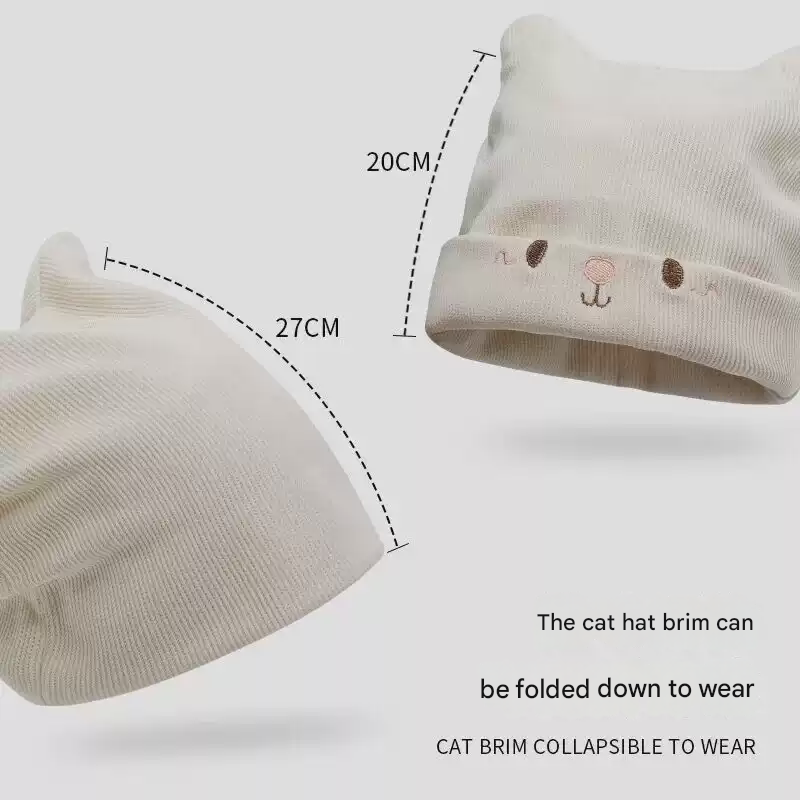 20CM
27CM
The cat hat brim can
be folded down to wear
CAT BRIM COLLAPSIBLE TO WEAR